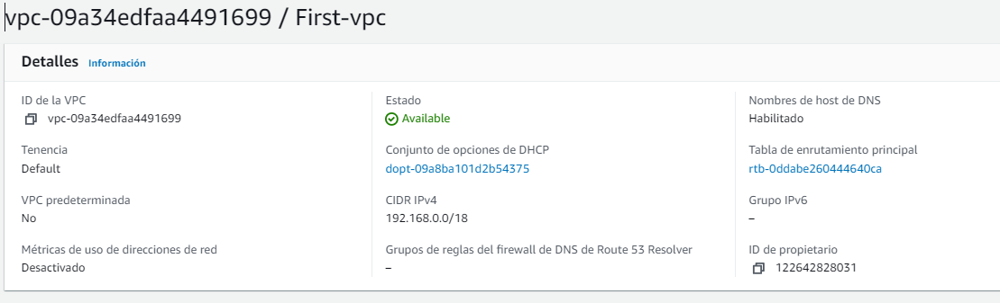 vpc-09a34edfaa4491699 / First-vpc
Detalles Información
ID de la VPC
vpc-09a34edfaa4491699
Estado
Available
Nombres de host de DNS
Habilitado
Tenencia
Default
Conjunto de opciones de DHCP
dopt-09a8ba101d2b54375
Tabla de enrutamiento principal
rtb-0ddabe260444640ca
VPC predeterminada
No
CIDR IPv4
192.168.0.0/18
Grupo IPv6
–
Métricas de uso de direcciones de red
Desactivado
Grupos de reglas del firewall de DNS de Route 53 Resolver
–
ID de propietario
122642828031